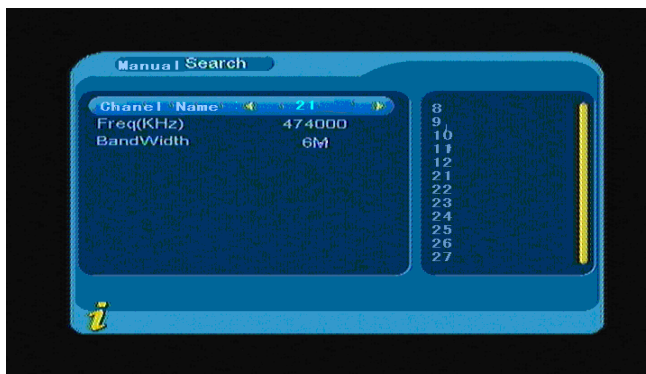 Manual Search
Chanel Name 21
Freq(KHz) 474000
BandWidth 6M
8
9
10
11
12
21
22
23
24
25
26
27
i